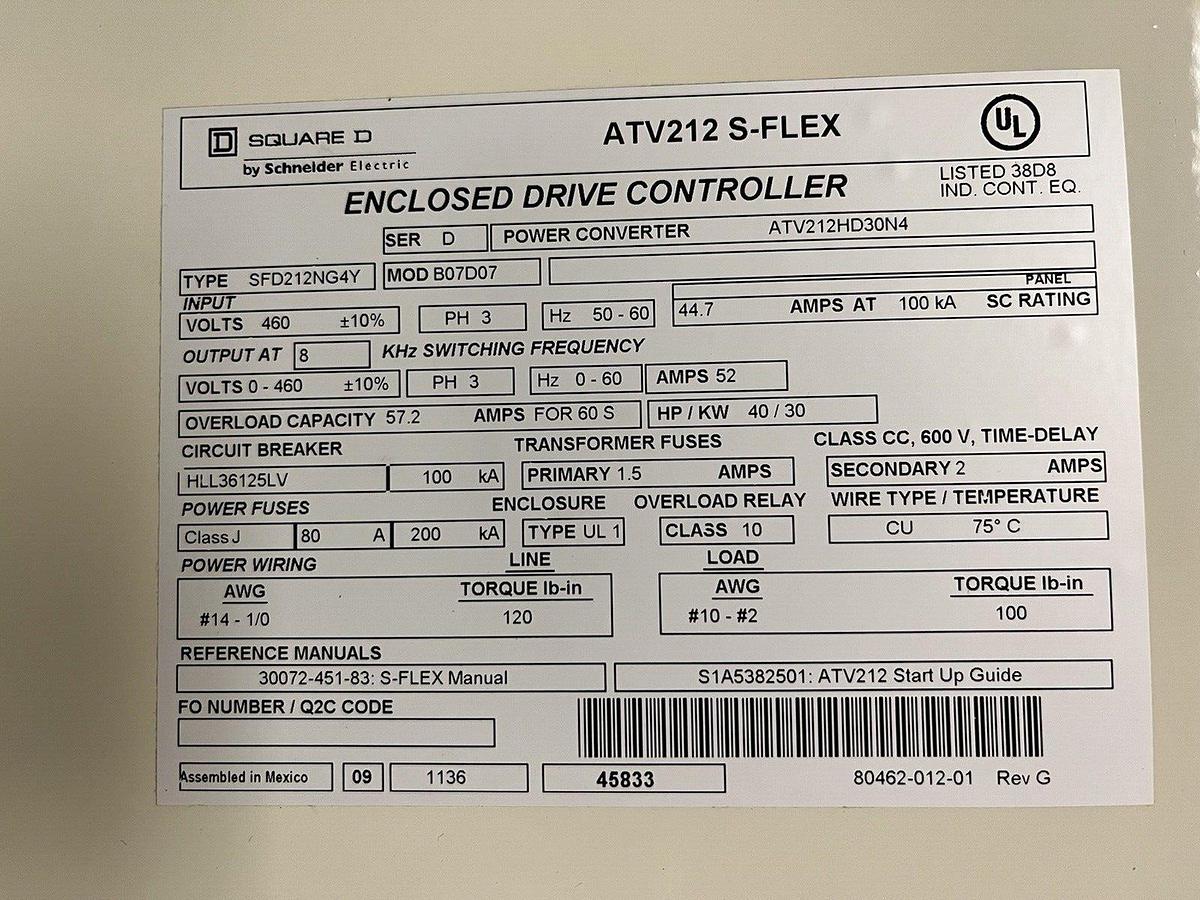 D SQUARE D
by Schneider Electric
ATV212 S-FLEX
UL
LISTED 38D8
IND. CONT. EQ.
ENCLOSED DRIVE CONTROLLER
SER D POWER CONVERTER ATV212HD30N4
TYPE SFD212NG4Y MOD B07D07
INPUT PANEL
VOLTS 460 ±10% PH 3 Hz 50 - 60 44.7 AMPS AT 100 kA SC RATING
OUTPUT AT 8 KHz SWITCHING FREQUENCY
VOLTS 0 - 460 ±10% PH 3 Hz 0 - 60 AMPS 52
OVERLOAD CAPACITY 57.2 AMPS FOR 60 S HP / KW 40 / 30
CIRCUIT BREAKER TRANSFORMER FUSES CLASS CC, 600 V, TIME-DELAY
HLL36125LV 100 kA PRIMARY 1.5 AMPS SECONDARY 2 AMPS
POWER FUSES ENCLOSURE OVERLOAD RELAY WIRE TYPE / TEMPERATURE
Class J 80 A 200 kA TYPE UL 1 CLASS 10 CU 75° C
POWER WIRING LINE LOAD
AWG TORQUE lb-in AWG TORQUE lb-in
#14 - 1/0 120 #10 - #2 100
REFERENCE MANUALS
30072-451-83: S-FLEX Manual S1A5382501: ATV212 Start Up Guide
FO NUMBER / Q2C CODE
Assembled in Mexico 09 1136 45833 80462-012-01 Rev G